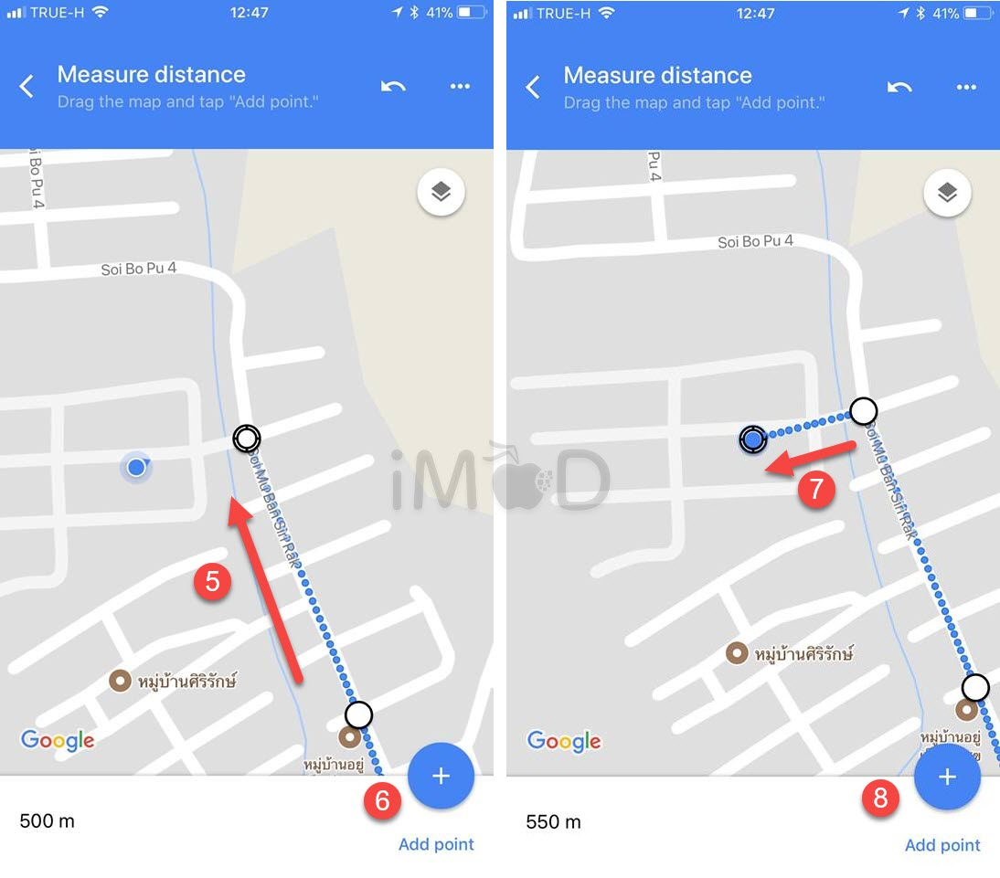 TRUE-H 12:47 41%
Measure distance
Drag the map and tap "Add point."
oi Bo Pu 4
Soi Bo Pu 4
Soi Mu Ban Siri Rak
5
หมู่บ้านศิริรักษ์
Google
หมู่บ้านอยู่
6
+
500 m
Add point
TRUE-H 12:47 41%
Measure distance
Drag the map and tap "Add point."
Pu 4
Soi Bo Pu 4
iMOD
7
Soi Mu Ban Siri Rak
หมู่บ้านศิริรักษ์
Google
หมู่บ้านอยู่
8
+
550 m
Add point